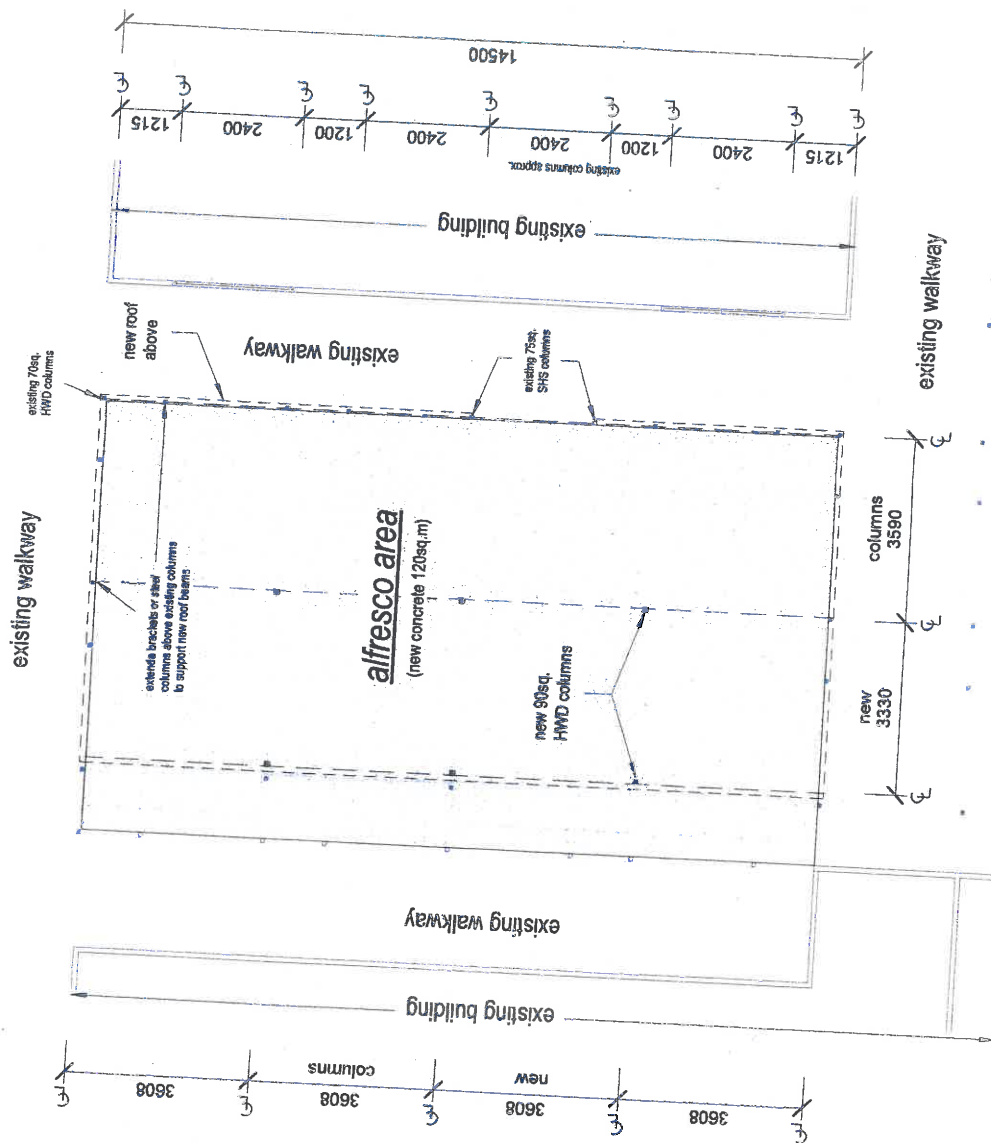 14500
1215
2400
1200
2400
2400
1200
2400
1215
existing columns approx.
existing building
existing walkway
new roof
above
existing 70sq.
HWD columns
existing walkway
existing 75sq.
SHS columns
existing walkway
extenda brackets or steel
columns above existing columns
to support new roof beams
alfresco area
(new concrete 120sq.m)
new 90sq.
HWD columns
columns
3590
new
3330
existing walkway
existing building
3608
columns
3608
new
3608
3608